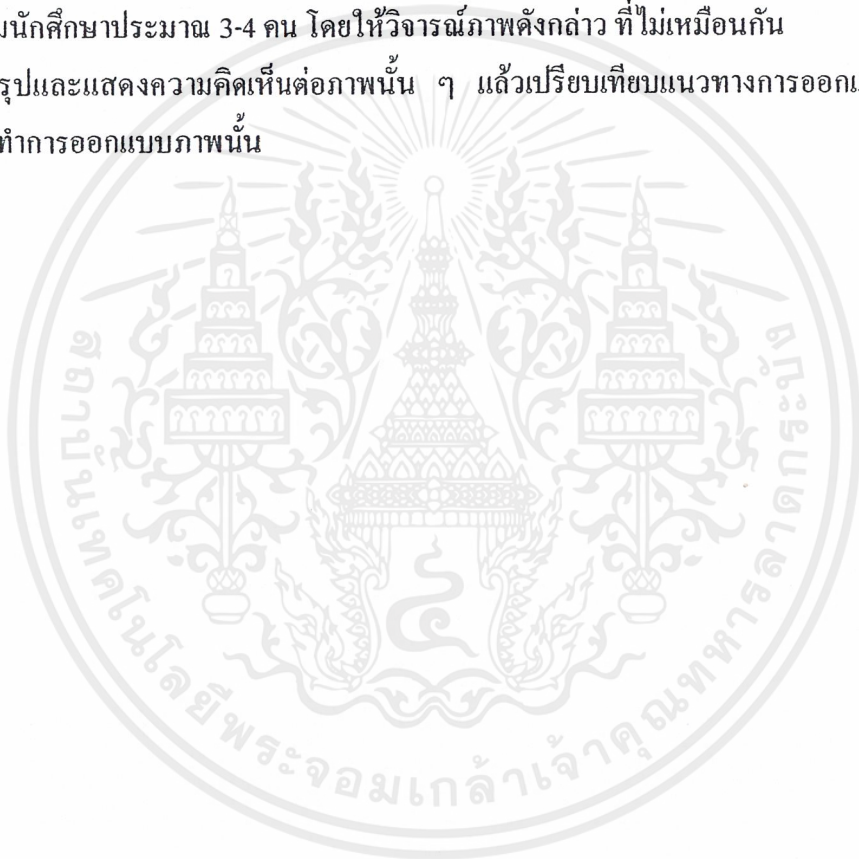 มนักศึกษาประมาณ 3-4 คน โดยให้วิจารณ์ภาพดังกล่าว ที่ไม่เหมือนกัน
รุปและแสดงความคิดเห็นต่อภาพนั้น ๆ แล้วเปรียบเทียบแนวทางการออกแ
ทำการออกแบบภาพนั้น
สถาบันเทคโนโลยีพระจอมเกล้าเจ้าคุณทหารลาดกระบัง
๔